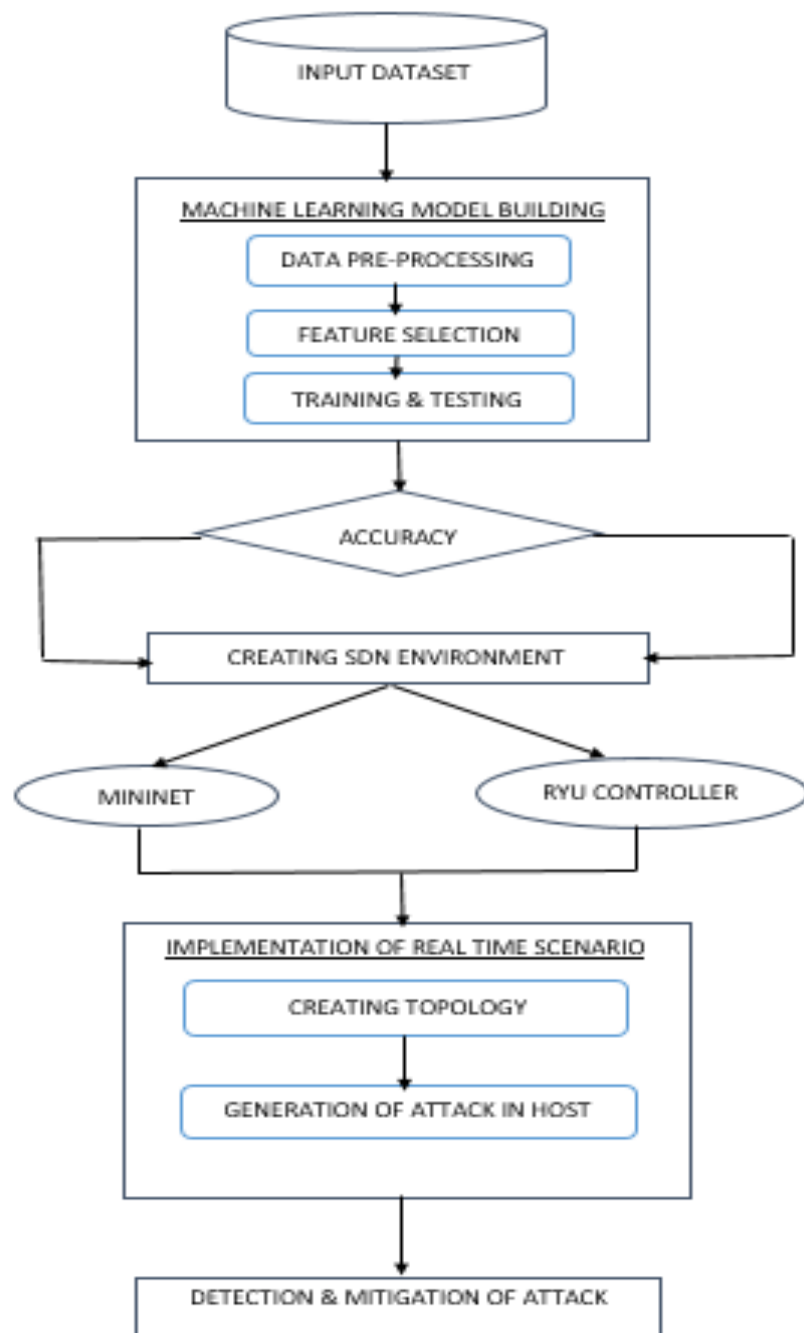 INPUT DATASET
MACHINE LEARNING MODEL BUILDING
DATA PRE-PROCESSING
FEATURE SELECTION
TRAINING & TESTING
ACCURACY
CREATING SDN ENVIRONMENT
MININET
RYU CONTROLLER
IMPLEMENTATION OF REAL TIME SCENARIO
CREATING TOPOLOGY
GENERATION OF ATTACK IN HOST
DETECTION & MITIGATION OF ATTACK